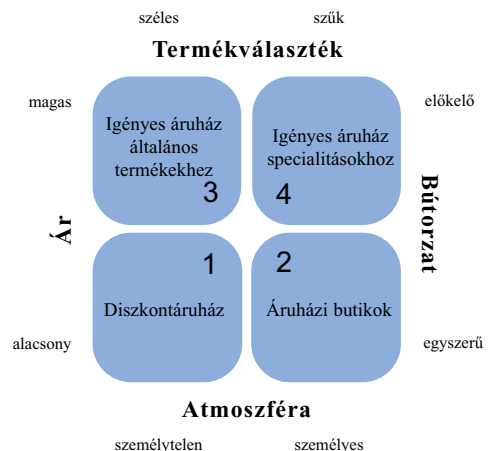 széles szűk
Termékválaszték
magas előkelő
Igényes áruház
általános
termékekhez
3
Igényes áruház
specialitásokhoz
4
Ár
Bútorzat
1
Diszkontáruház
2
Áruházi butikok
alacsony egyszerű
Atmoszféra
személytelen személyes